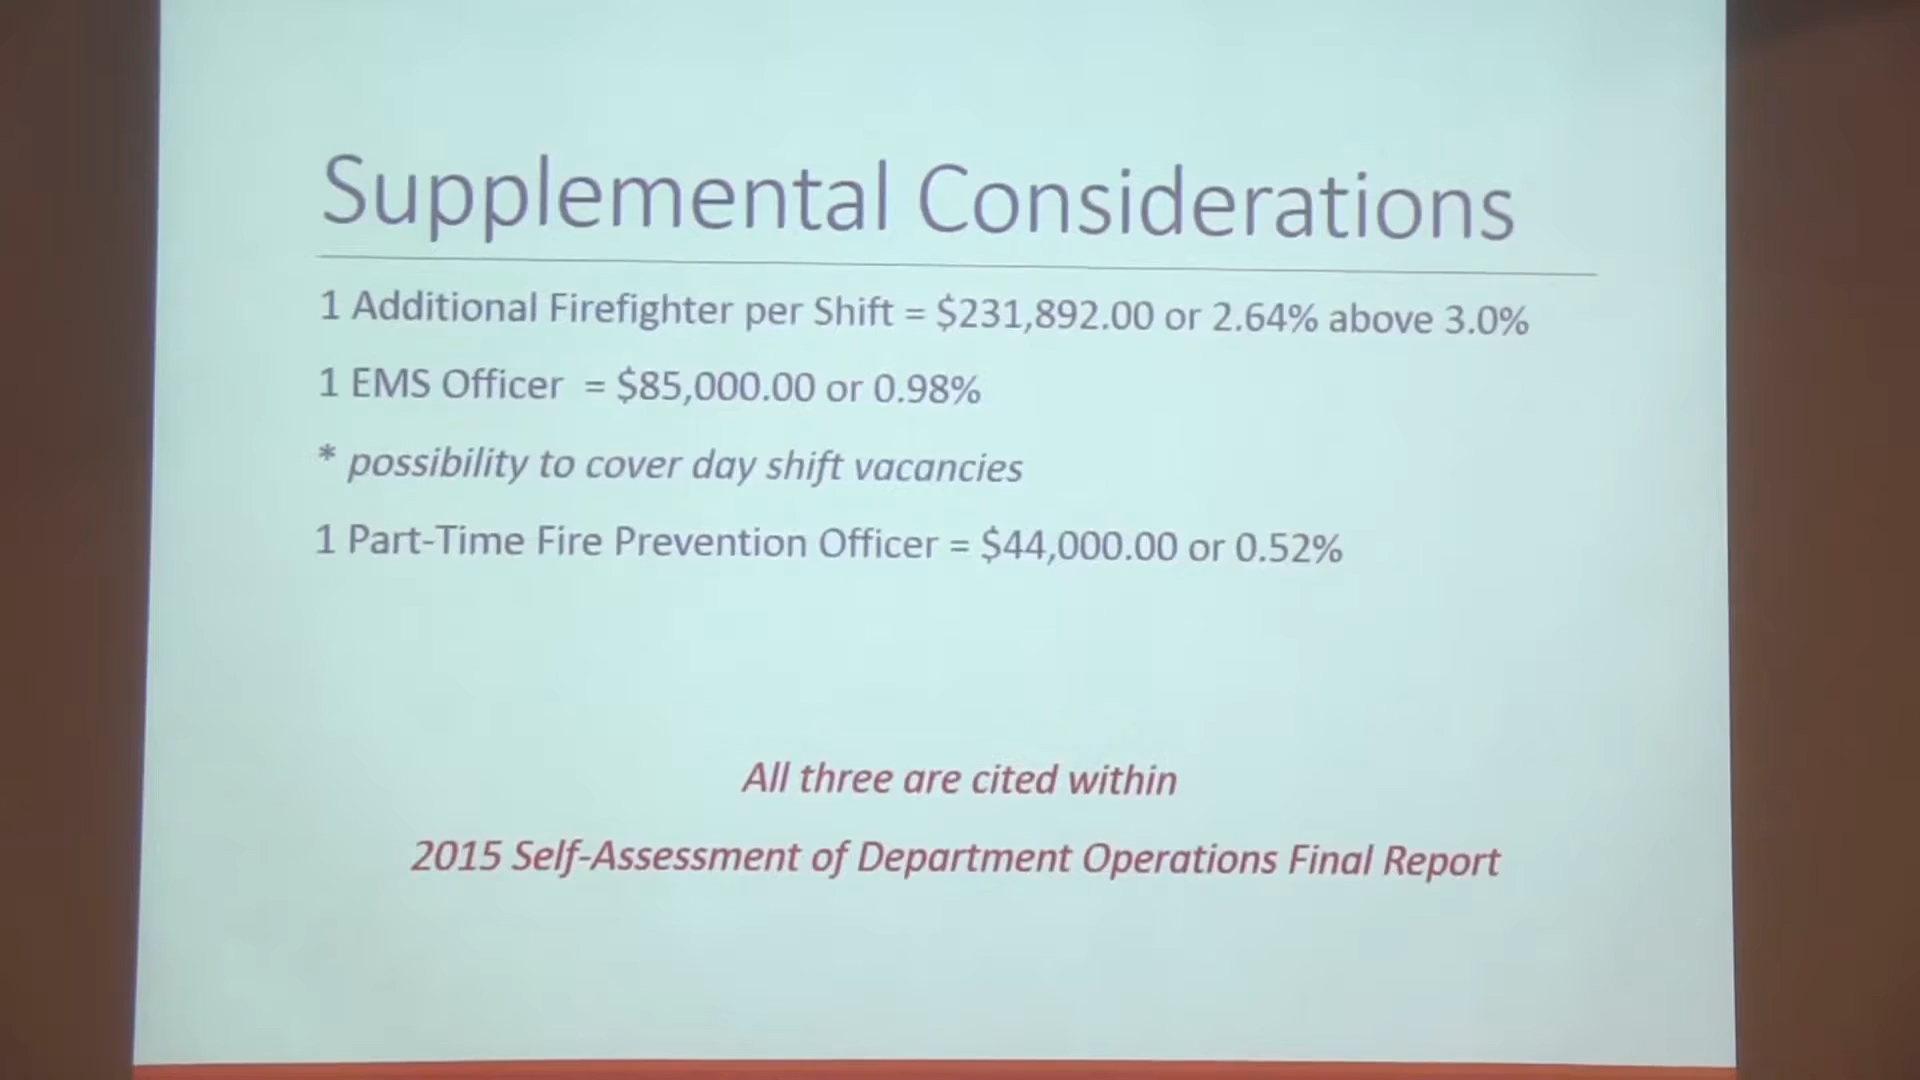 Supplemental Considerations
1 Additional Firefighter per Shift = $231,892.00 or 2.64% above 3.0%
1 EMS Officer = $85,000.00 or 0.98%
* possibility to cover day shift vacancies
1 Part-Time Fire Prevention Officer = $44,000.00 or 0.52%
All three are cited within
2015 Self-Assessment of Department Operations Final Report